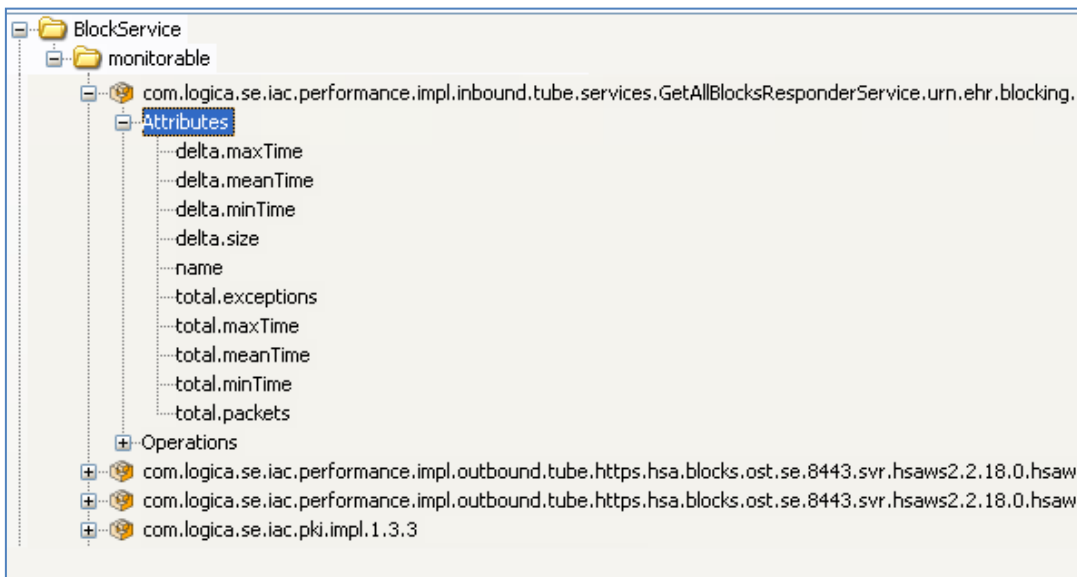 BlockService
monitorable
com.logica.se.iac.performance.impl.inbound.tube.services.GetAllBlocksResponderService.urn.ehr.blocking.
Attributes
delta.maxTime
delta.meanTime
delta.minTime
delta.size
name
total.exceptions
total.maxTime
total.meanTime
total.minTime
total.packets
Operations
com.logica.se.iac.performance.impl.outbound.tube.https.hsa.blocks.ost.se.8443.svr.hsaws2.2.18.0.hsaw
com.logica.se.iac.performance.impl.outbound.tube.https.hsa.blocks.ost.se.8443.svr.hsaws2.2.18.0.hsaw
com.logica.se.iac.pki.impl.1.3.3